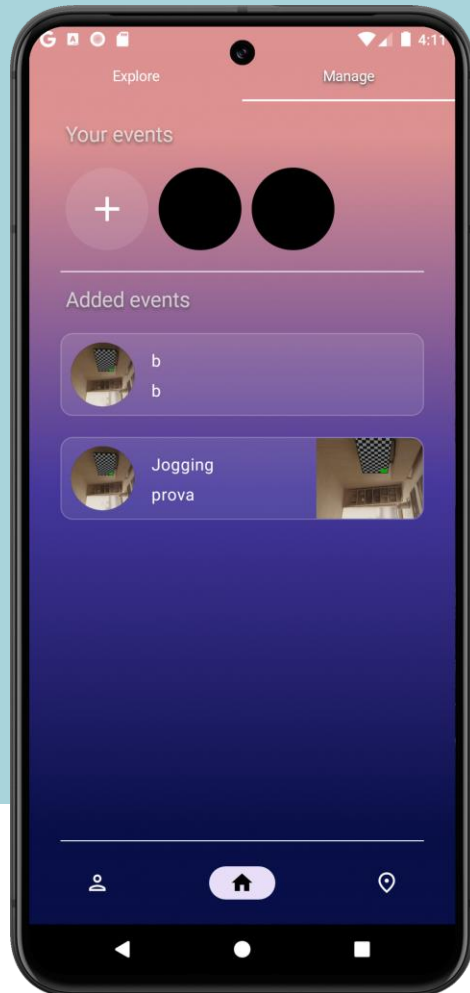 G A 4:11
Explore Manage
Your events
Added events
b
b
Jogging
prova